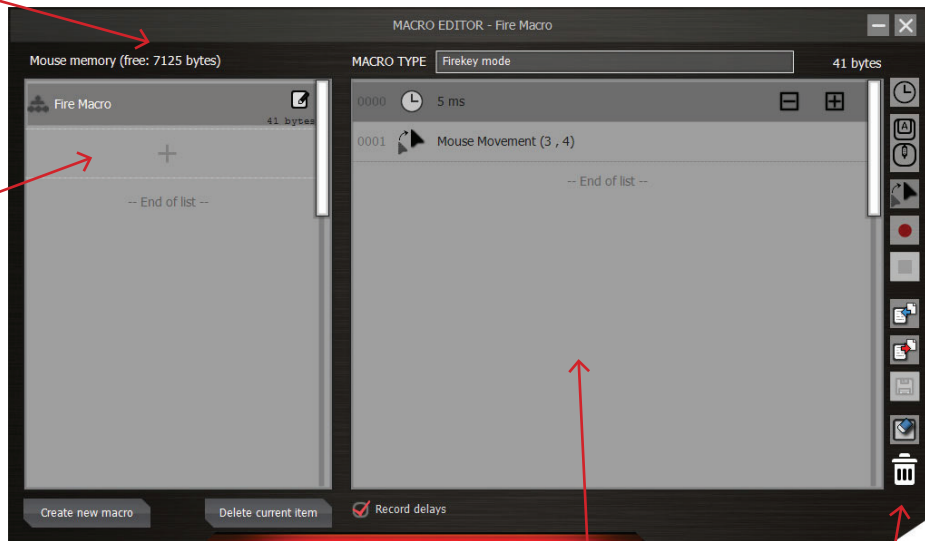 MACRO EDITOR - Fire Macro
Mouse memory (free: 7125 bytes)
MACRO TYPE Firekey mode 41 bytes
Fire Macro
41 bytes
-- End of list --
0000 5 ms
0001 Mouse Movement (3 , 4)
-- End of list --
A
Create new macro Delete current item Record delays